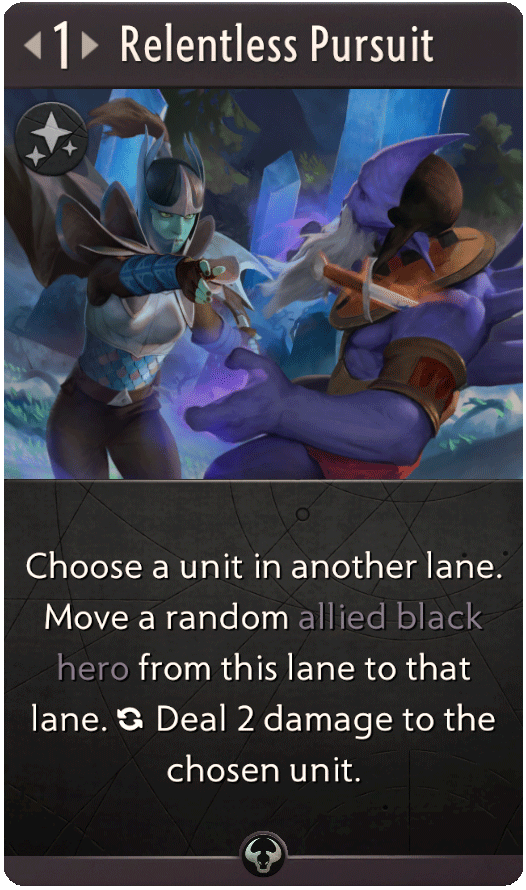 1 Relentless Pursuit
Choose a unit in another lane.
Move a random allied black
hero from this lane to that
lane. Deal 2 damage to the
chosen unit.